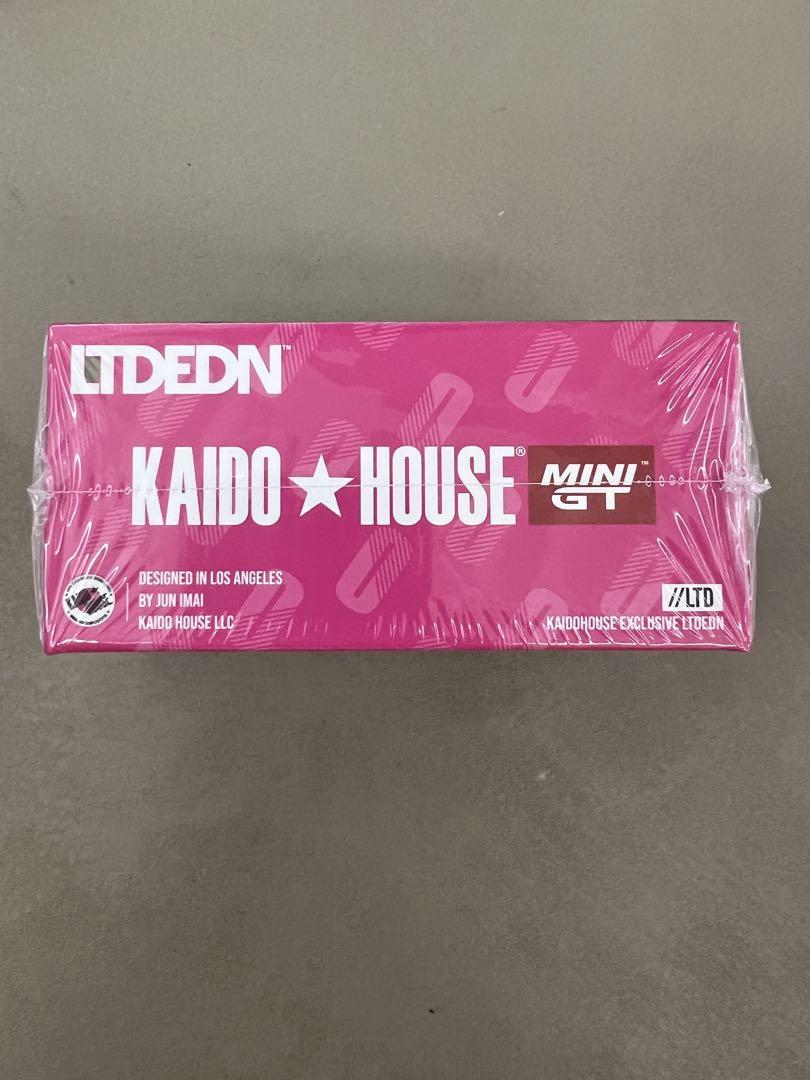 LTDEDN™
KAIDO★HOUSE® MINI GT™
DESIGNED IN LOS ANGELES
BY JUN IMAI
KAIDO HOUSE LLC
//LTD
KAIDOHOUSE EXCLUSIVE LTDEDN